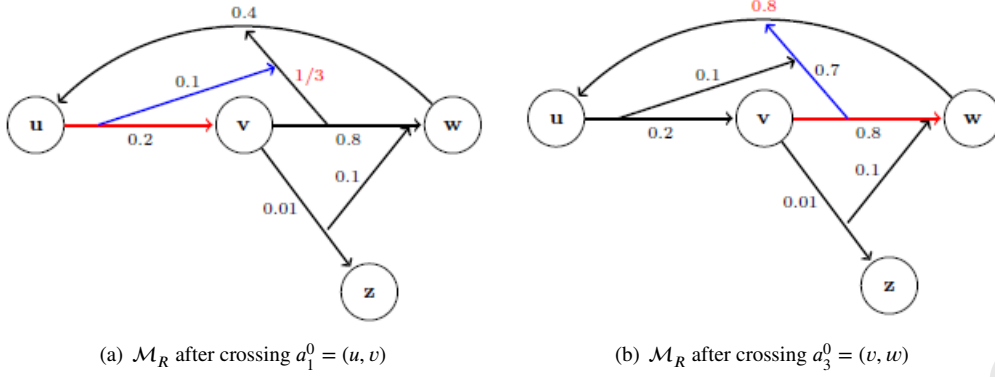 0.4
0.1
1/3
u
v
w
0.2
0.8
0.1
0.01
z
(a) M_R after crossing a_1^0 = (u, v)
0.8
0.1
0.7
u
v
w
0.2
0.8
0.1
0.01
z
(b) M_R after crossing a_3^0 = (v, w)